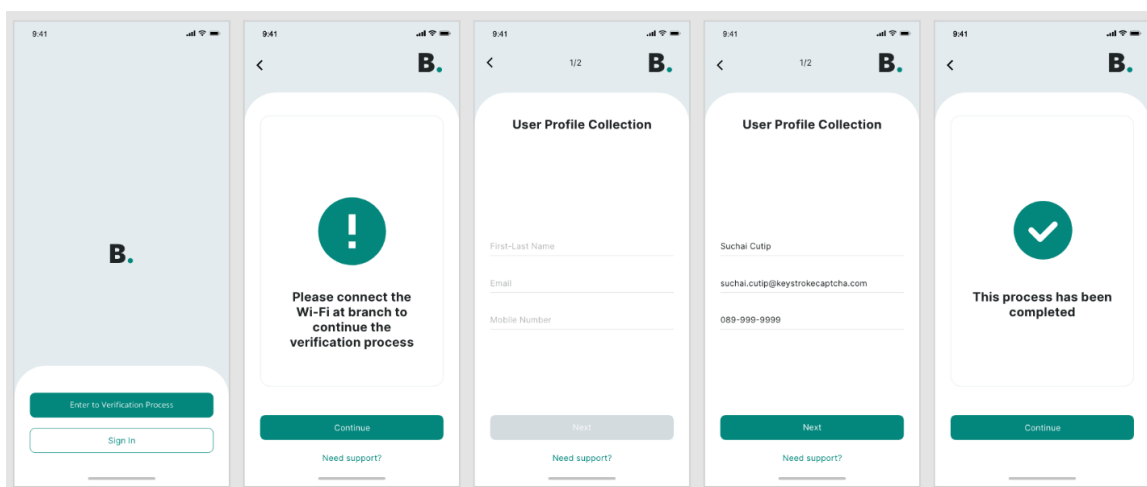 9:41
B.
Enter to Verification Process
Sign In
9:41
B.
Please connect the
Wi-Fi at branch to
continue the
verification process
Continue
Need support?
9:41
1/2
B.
User Profile Collection
First-Last Name
Email
Mobile Number
Next
Need support?
9:41
1/2
B.
User Profile Collection
Suchai Cutip
suchai.cutip@keystrokecaptcha.com
089-999-9999
Next
Need support?
9:41
B.
This process has been
completed
Continue